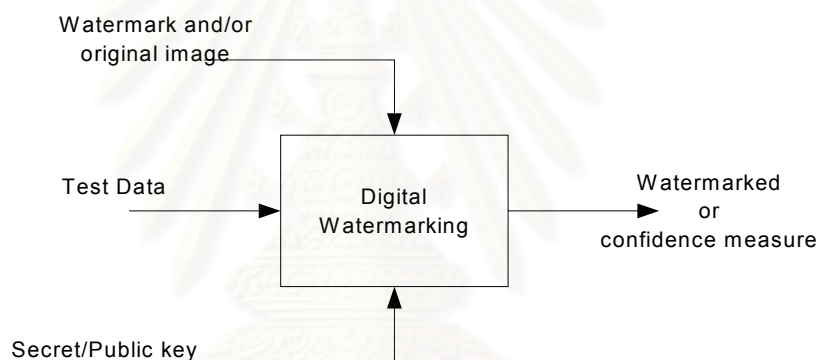 Watermark and/or
original image
Test Data
Digital
Watermarking
Watermarked
or
confidence measure
Secret/Public key